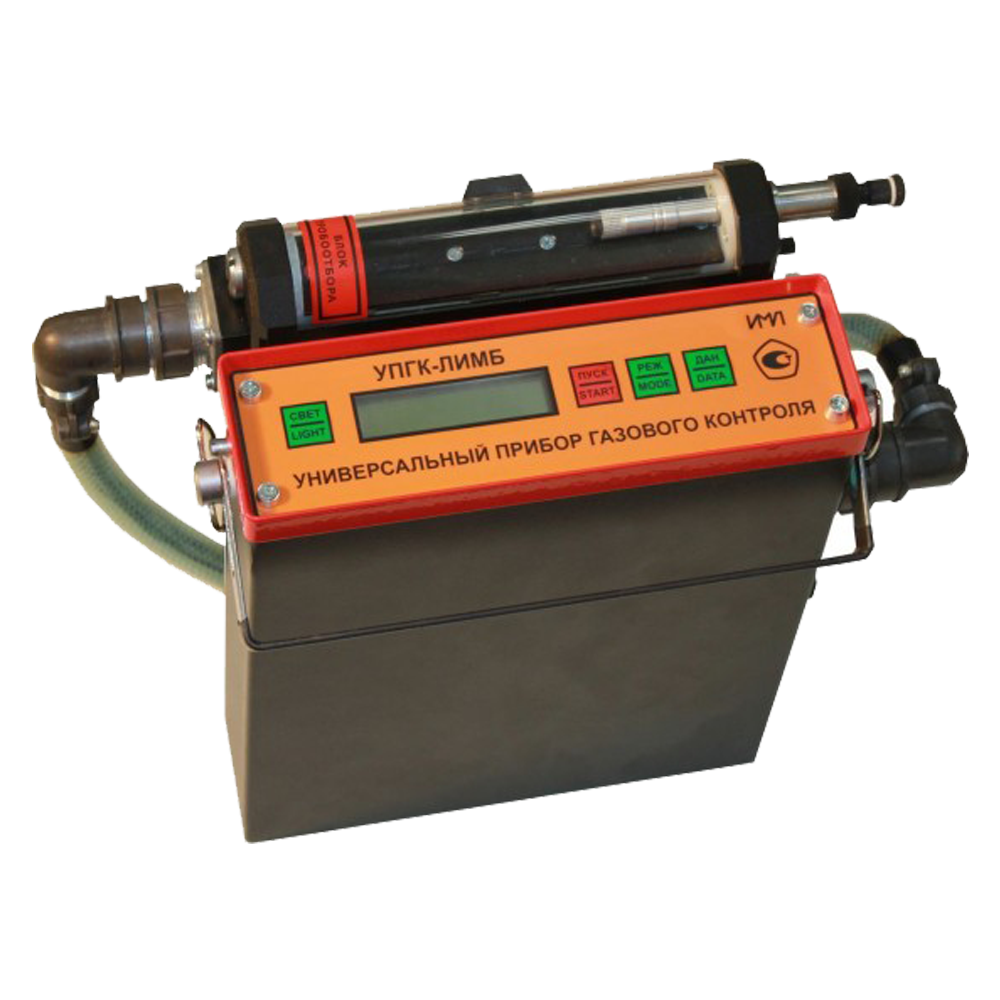 БЛОК
ПРОБООТБОРА
УПГК-ЛИМБ
ИМП
СВЕТ
LIGHT
ПУСК
START
РЕЖ
MODE
ДАН
DATA
УНИВЕРСАЛЬНЫЙ ПРИБОР ГАЗОВОГО КОНТРОЛЯ